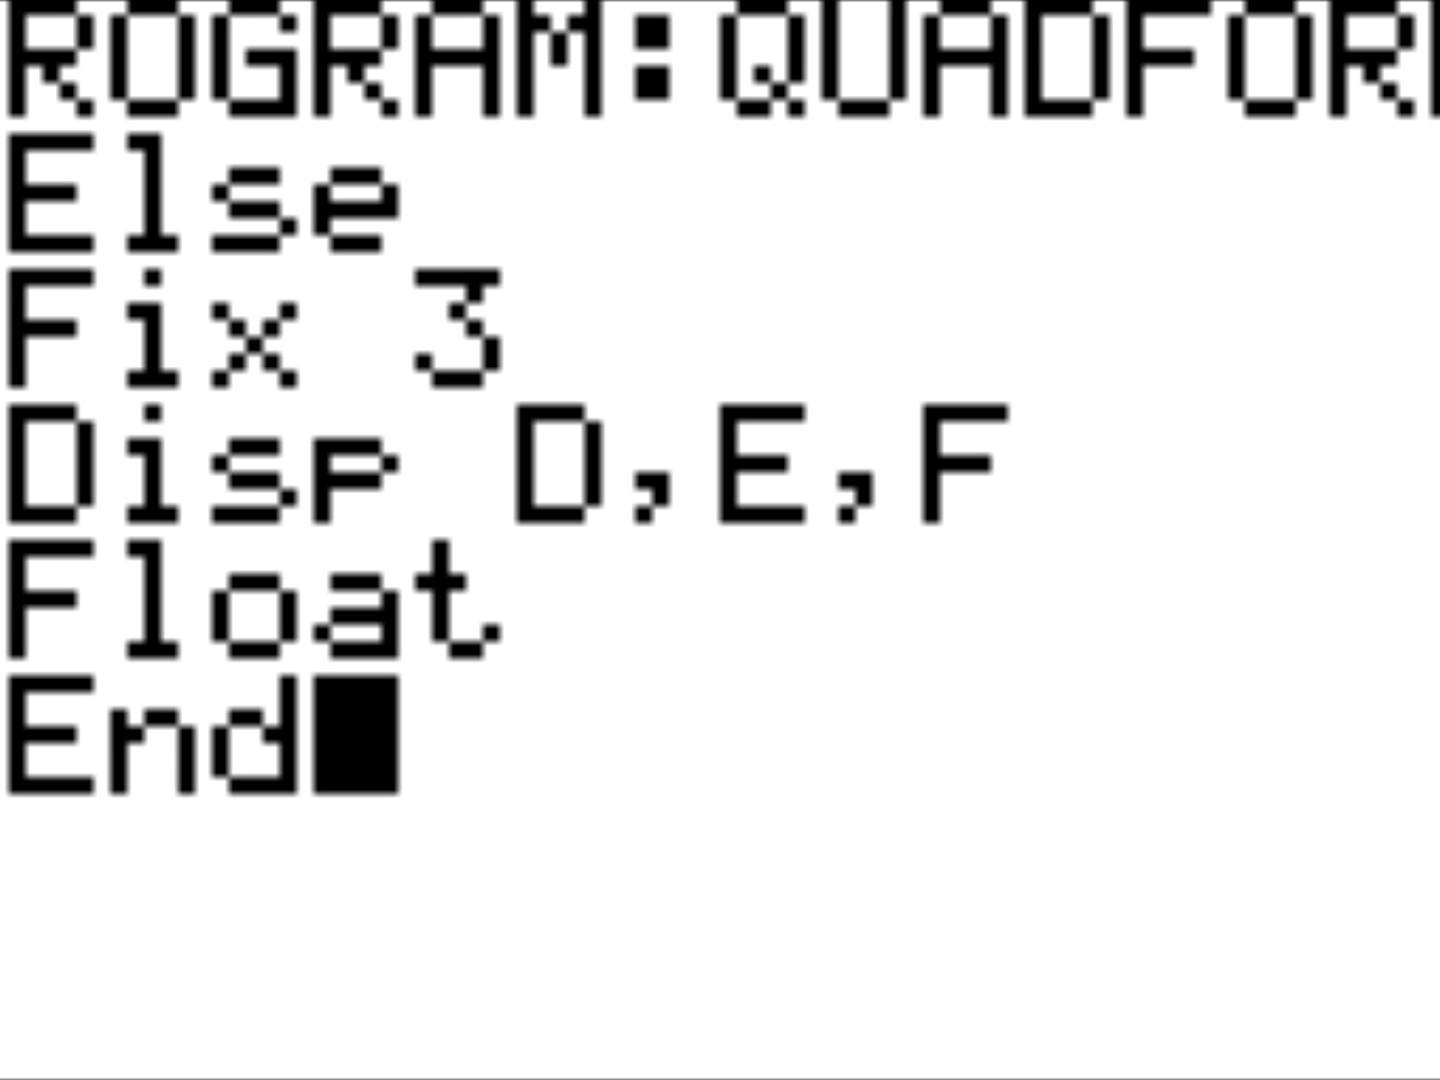 ROGRAM:QUADFOR
Else
Fix 3
Disp D,E,F
Float
End